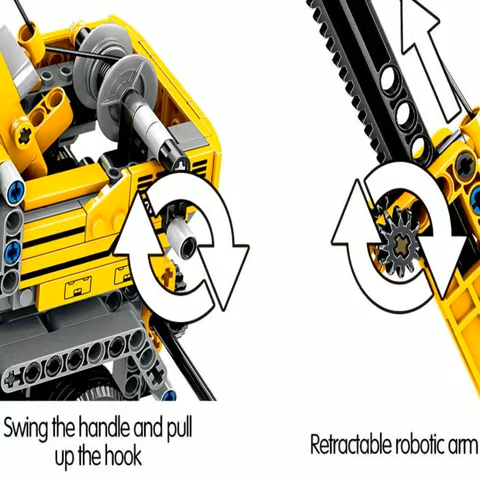 Swing the handle and pull
up the hook
Retractable robotic arm